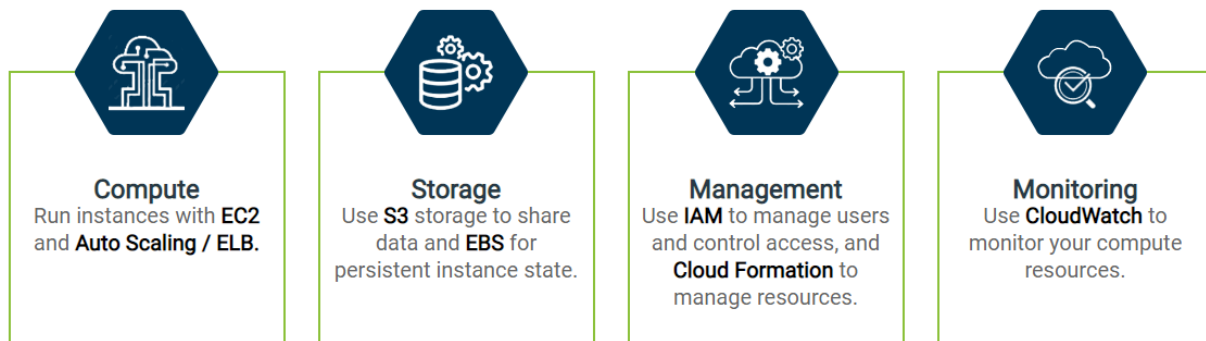 Compute
Run instances with EC2
and Auto Scaling / ELB.
Storage
Use S3 storage to share
data and EBS for
persistent instance state.
Management
Use IAM to manage users
and control access, and
Cloud Formation to
manage resources.
Monitoring
Use CloudWatch to
monitor your compute
resources.